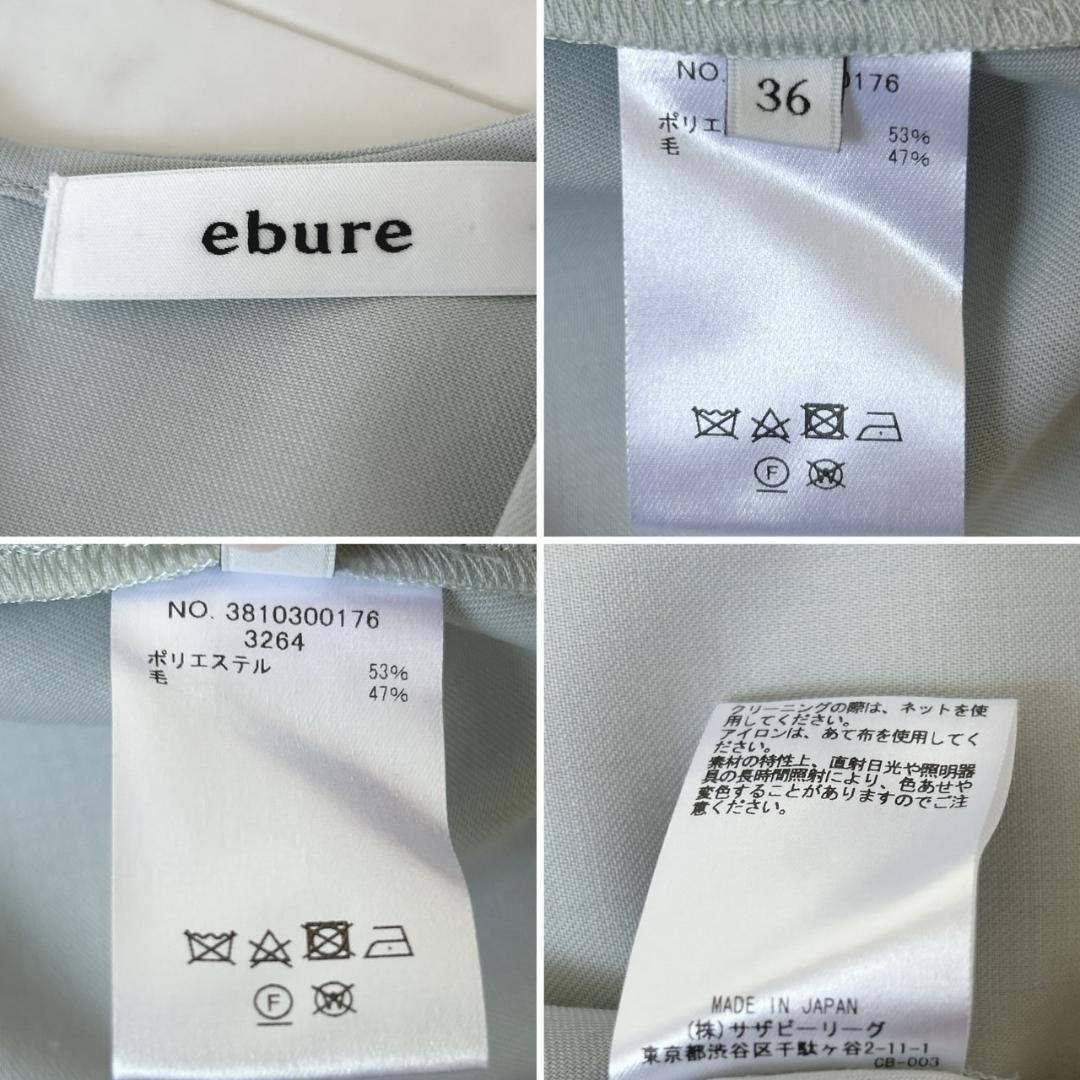 ebure
NO. 0176
36
ポリエ 53%
毛 47%
F
W
NO. 3810300176
3264
ポリエステル 53%
毛 47%
F
W
クリーニングの際は、ネットを使
用してください。
アイロンは、あて布を使用してく
ださい。
素材の特性上、直射日光や照明器
具の長時間照射により、色あせや
変色することがありますのでご注
意ください。
MADE IN JAPAN
(株)サザビーリーグ
東京都渋谷区千駄ヶ谷2-11-1
CB-003